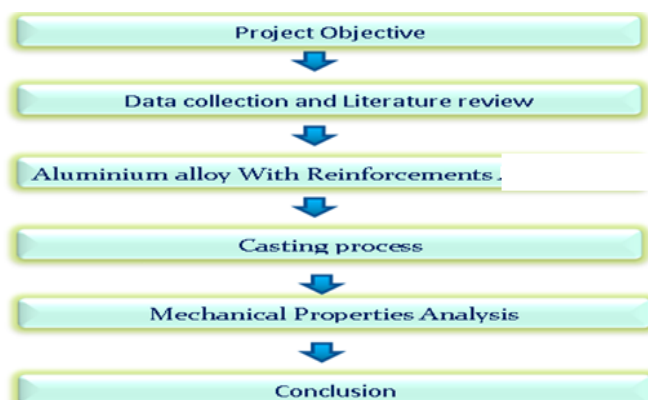 Project Objective
Data collection and Literature review
Aluminium alloy With Reinforcements
Casting process
Mechanical Properties Analysis
Conclusion